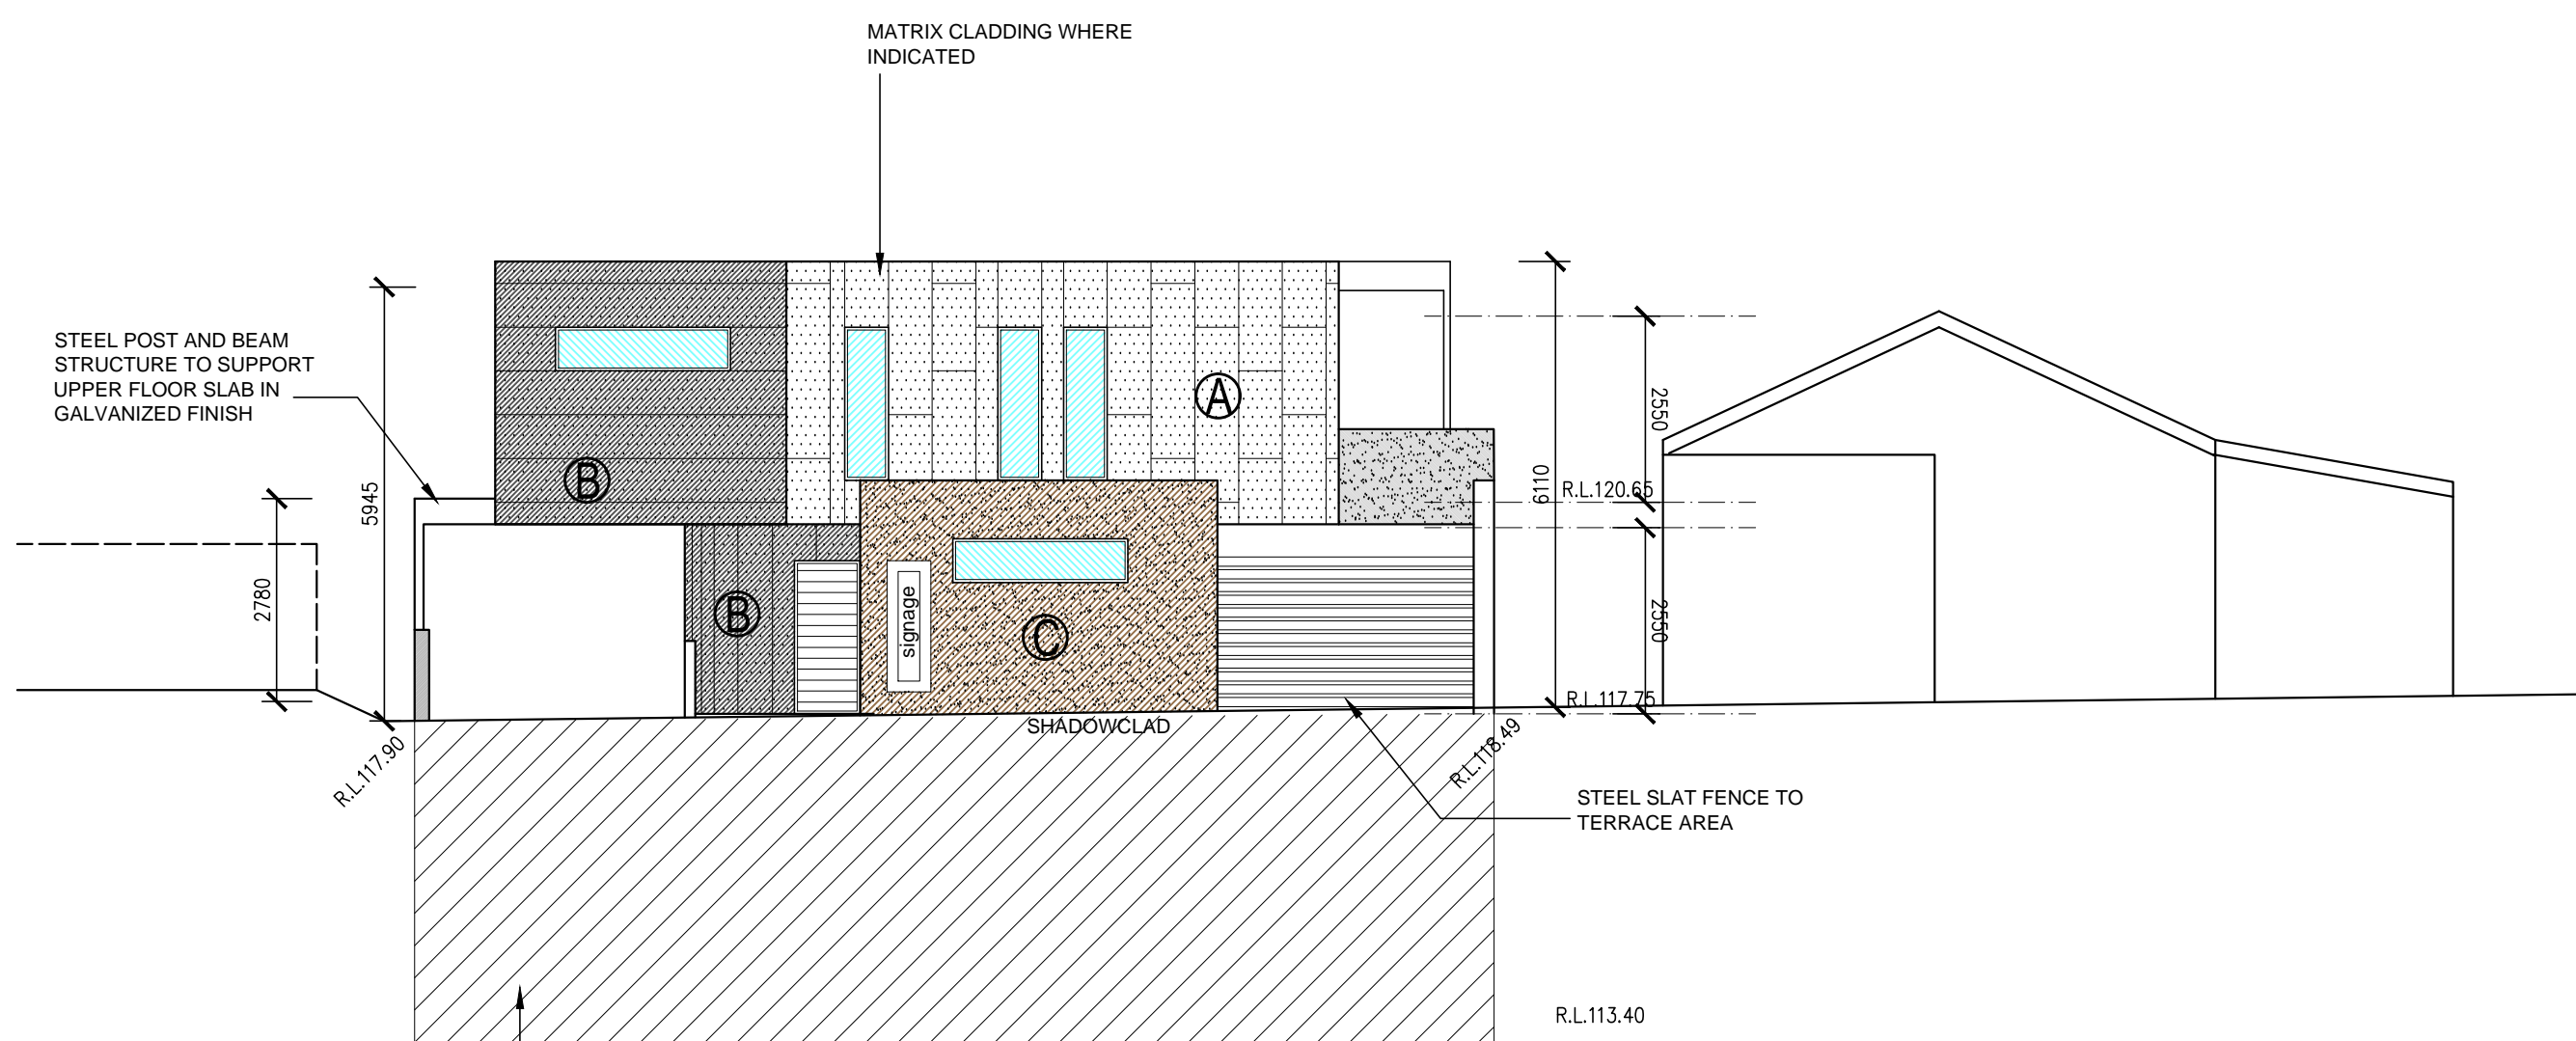 MATRIX CLADDING WHERE
INDICATED
STEEL POST AND BEAM
STRUCTURE TO SUPPORT
UPPER FLOOR SLAB IN
GALVANIZED FINISH
A
2550
5945
B
6110
R.L.120.65
2780
B
signage
C
2550
R.L.117.75
SHADOWCLAD
R.L.117.90
R.L.118.49
STEEL SLAT FENCE TO
TERRACE AREA
R.L.113.40